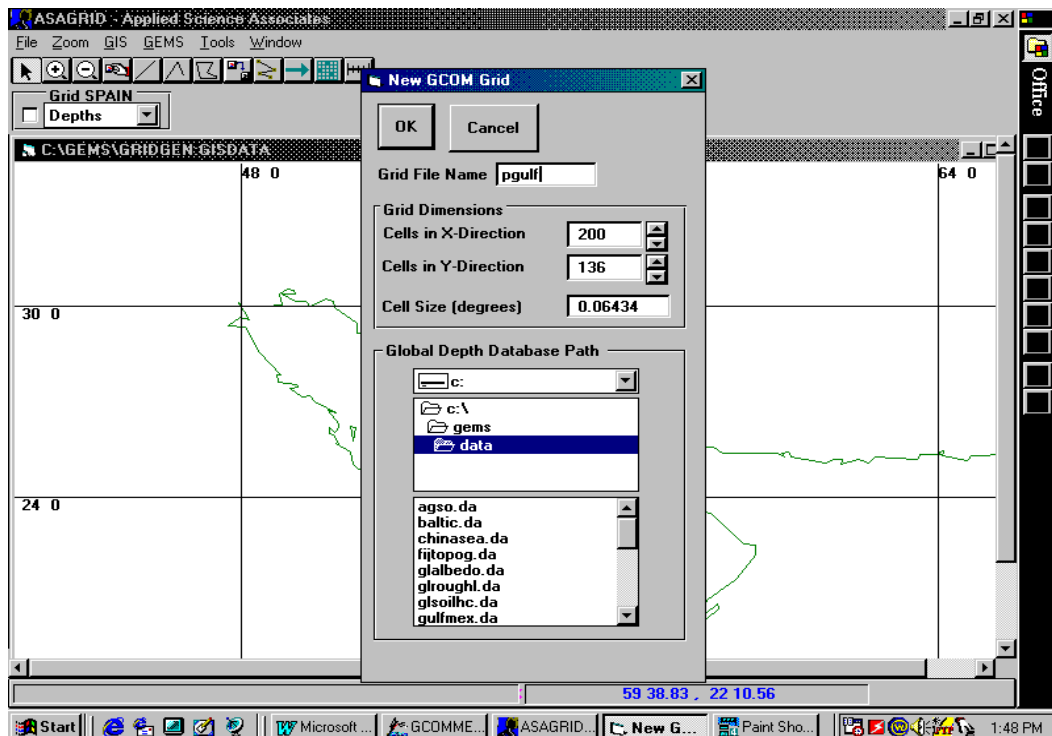 ASAGRID - Applied Science Associates
File Zoom GIS GEMS Tools Window
Grid SPAIN
Depths
C:\GEMS\GRIDGEN:GISDATA
48 0
64 0
30 0
24 0
New GCOM Grid
OK Cancel
Grid File Name pgulf
Grid Dimensions
Cells in X-Direction 200
Cells in Y-Direction 136
Cell Size (degrees) 0.06434
Global Depth Database Path
c:
c:\
gems
data
agso.da
baltic.da
chinasea.da
fijtopog.da
glalbedo.da
glroughl.da
glsoilhc.da
gulfmex.da
59 38.83 , 22 10.56
Office
Start Microsoft ... GCOMME... ASAGRID... New G... Paint Sho... 1:48 PM